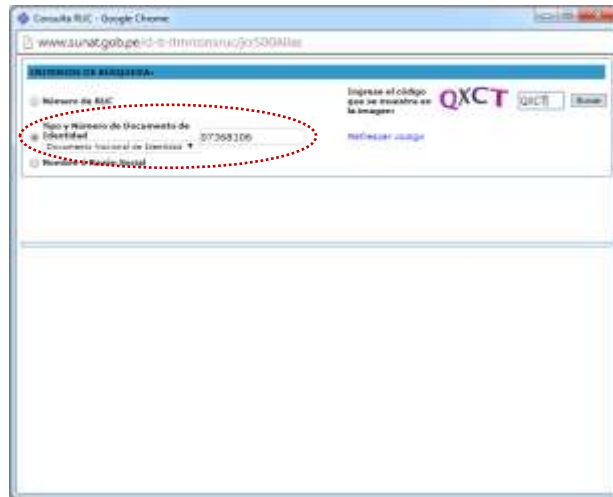 Consulta RUC - Google Chrome
www.sunat.gob.pe
CRITERIOS DE BÚSQUEDA:
Número de RUC
Ingrese el código que se muestra en la imagen:
QXCT
QXCT
Buscar
Tipo y Número de Documento de Identidad
07368106
Refrescar código
Documento Nacional de Identidad
Nombre o Razón Social